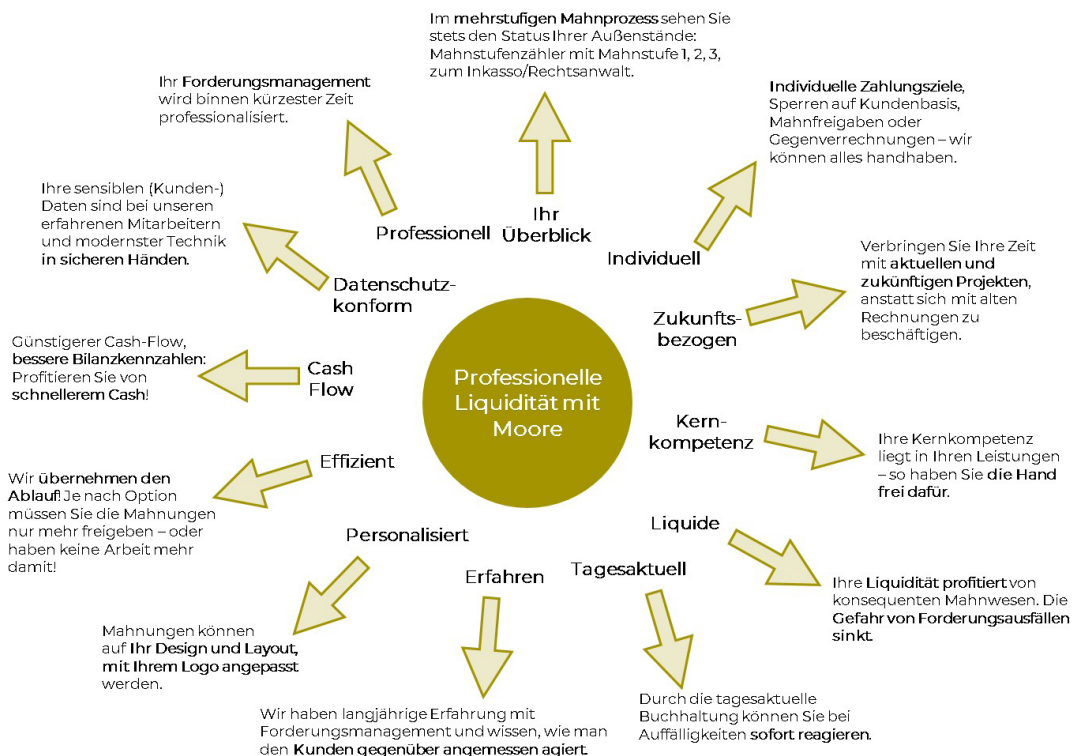 Im mehrstufigen Mahnprozess sehen Sie
stets den Status Ihrer Außenstände:
Mahnstufenzähler mit Mahnstufe 1, 2, 3,
zum Inkasso/Rechtsanwalt.
Ihr Überblick
Individuelle Zahlungsziele,
Sperren auf Kundenbasis,
Mahnfreigaben oder
Gegenverrechnungen – wir
können alles handhaben.
Individuell
Verbringen Sie Ihre Zeit
mit aktuellen und
zukünftigen Projekten,
anstatt sich mit alten
Rechnungen zu
beschäftigen.
Zukunfts-
bezogen
Kern-
kompetenz
Ihre Kernkompetenz
liegt in Ihren Leistungen
– so haben Sie die Hand
frei dafür.
Liquide
Ihre Liquidität profitiert von
konsequenten Mahnwesen. Die
Gefahr von Forderungsausfällen
sinkt.
Tagesaktuell
Durch die tagesaktuelle
Buchhaltung können Sie bei
Auffälligkeiten sofort reagieren.
Erfahren
Wir haben langjährige Erfahrung mit
Forderungsmanagement und wissen, wie man
den Kunden gegenüber angemessen agiert.
Personalisiert
Mahnungen können
auf Ihr Design und Layout,
mit Ihrem Logo angepasst
werden.
Effizient
Wir übernehmen den
Ablauf! Je nach Option
müssen Sie die Mahnungen
nur mehr freigeben – oder
haben keine Arbeit mehr
damit!
Cash
Flow
Günstigerer Cash-Flow,
bessere Bilanzkennzahlen:
Profitieren Sie von
schnellerem Cash!
Datenschutz-
konform
Ihre sensiblen (Kunden-)
Daten sind bei unseren
erfahrenen Mitarbeitern
und modernster Technik
in sicheren Händen.
Professionell
Ihr Forderungsmanagement
wird binnen kürzester Zeit
professionalisiert.
Professionelle
Liquidität mit
Moore